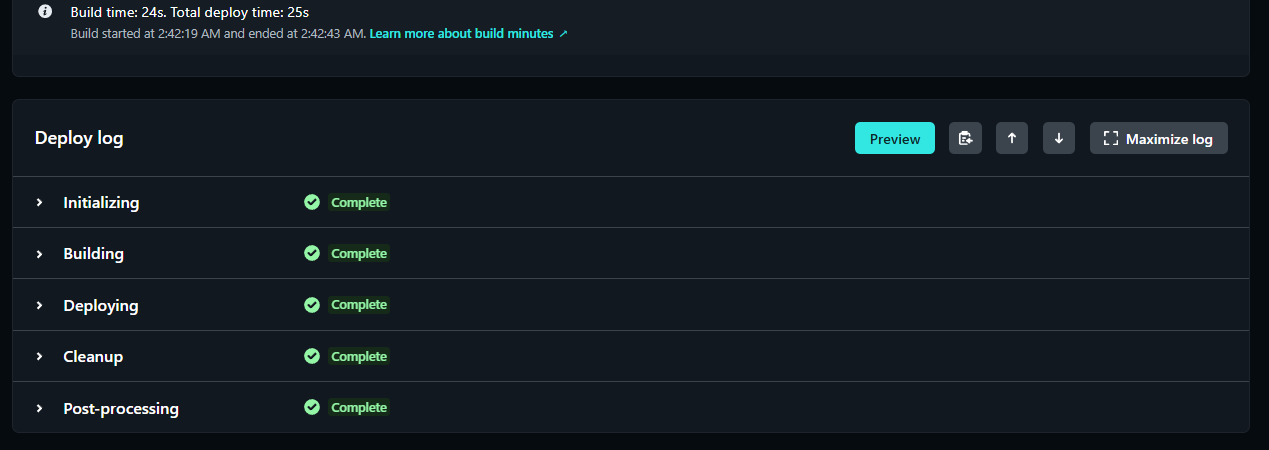 Build time: 24s. Total deploy time: 25s
Build started at 2:42:19 AM and ended at 2:42:43 AM. Learn more about build minutes ↗
Deploy log
Preview
Maximize log
Initializing Complete
Building Complete
Deploying Complete
Cleanup Complete
Post-processing Complete